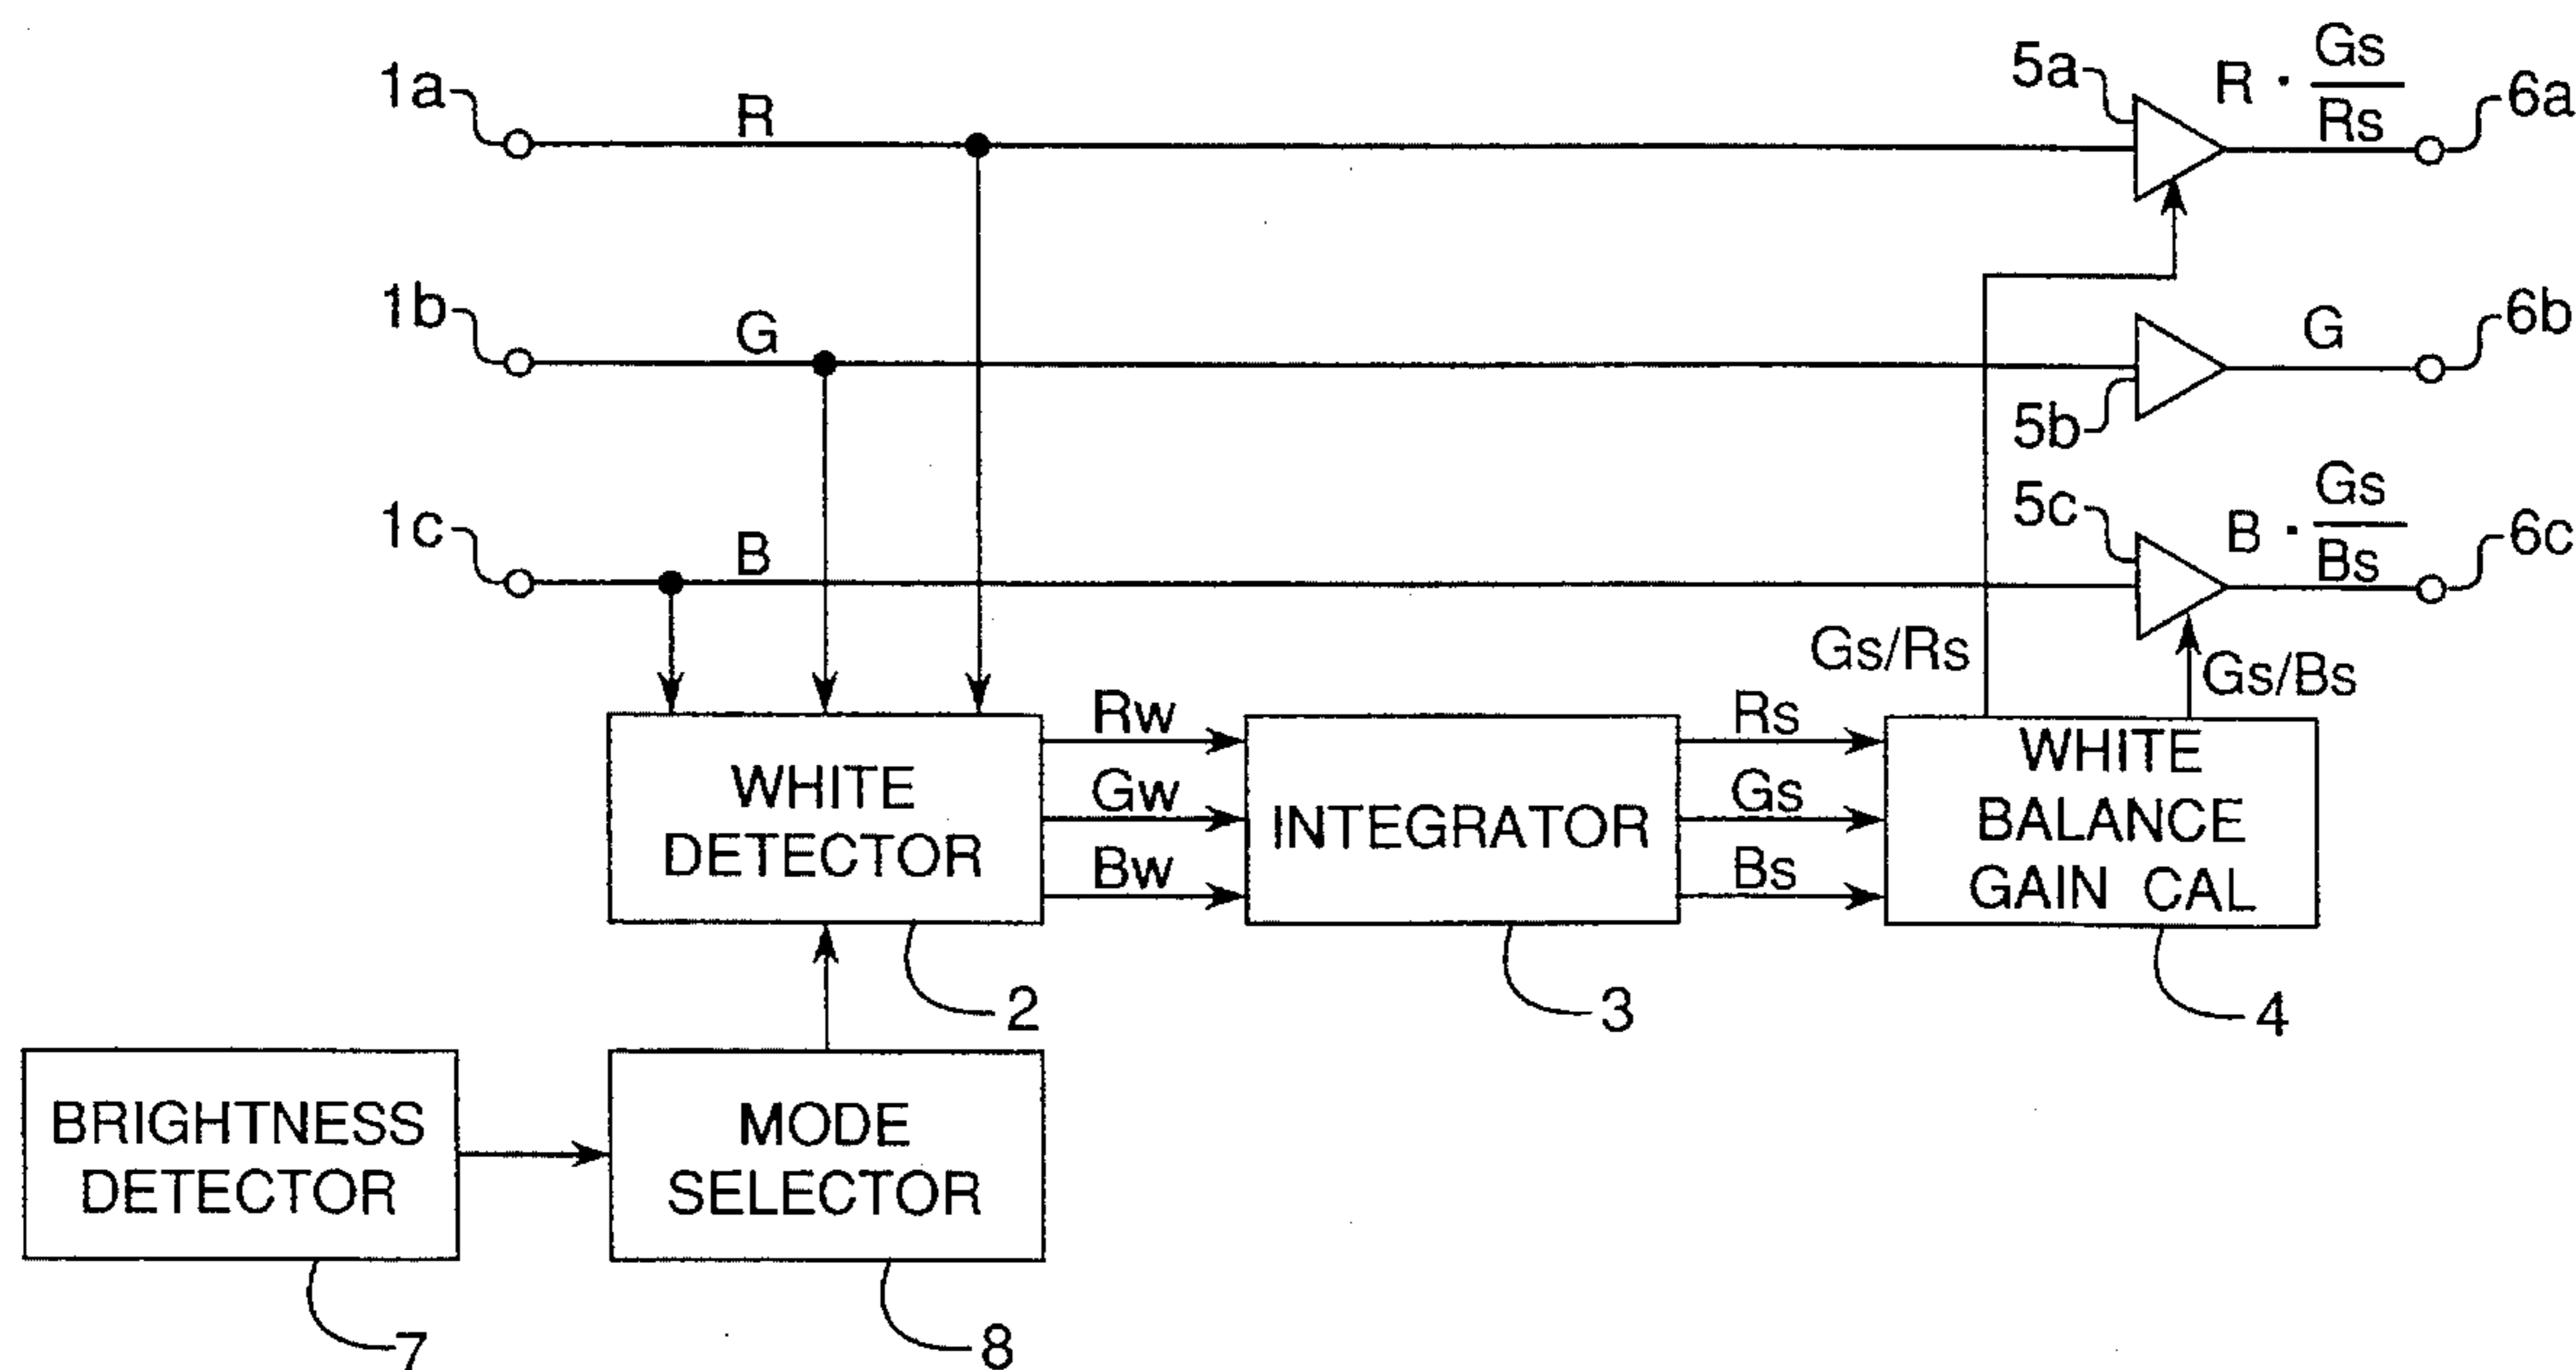 1a
R
5a
R · Gs
Rs
6a
1b
G
5b
G
6b
1c
B
5c
B · Gs
Bs
6c
Gs/Rs
Gs/Bs
WHITE
DETECTOR
2
Rw
Gw
Bw
INTEGRATOR
3
Rs
Gs
Bs
WHITE
BALANCE
GAIN CAL
4
BRIGHTNESS
DETECTOR
7
MODE
SELECTOR
8